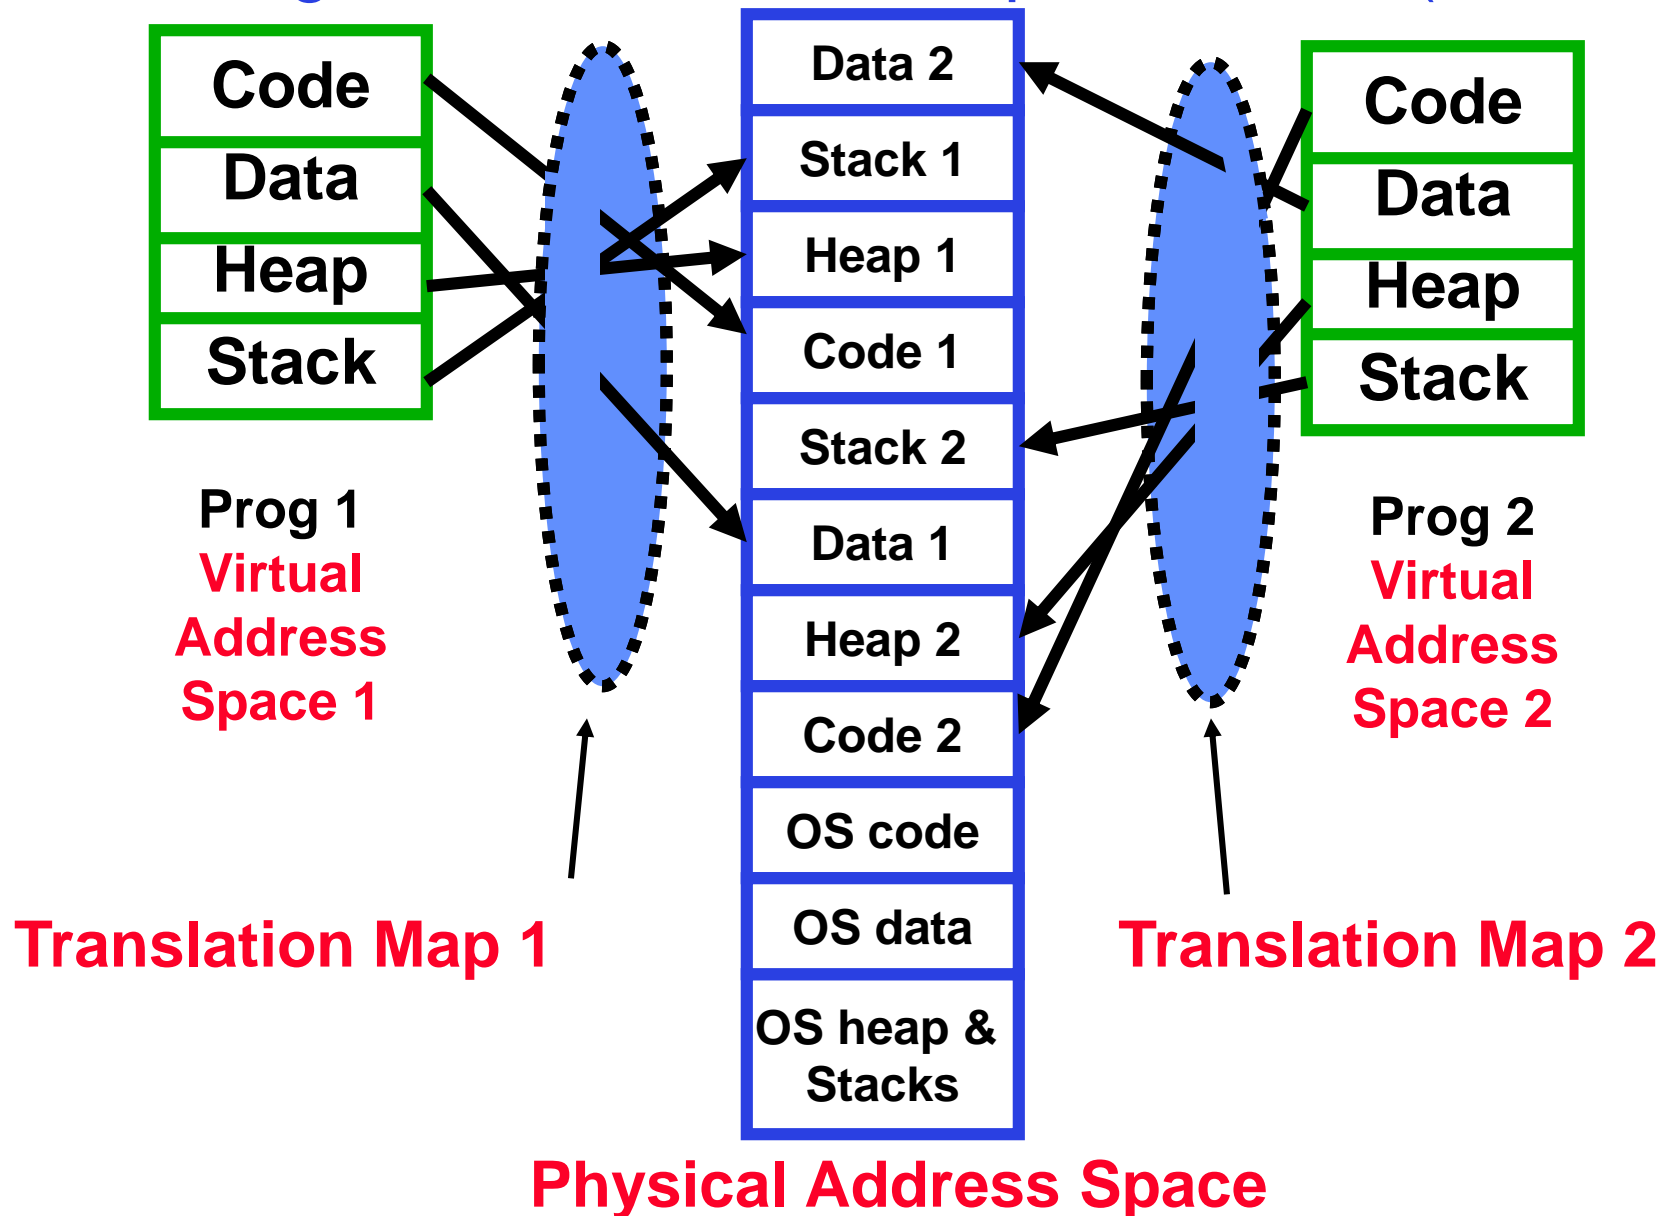 Code
Data
Heap
Stack
Prog 1
Virtual
Address
Space 1
Translation Map 1
Data 2
Stack 1
Heap 1
Code 1
Stack 2
Data 1
Heap 2
Code 2
OS code
OS data
OS heap &
Stacks
Physical Address Space
Code
Data
Heap
Stack
Prog 2
Virtual
Address
Space 2
Translation Map 2